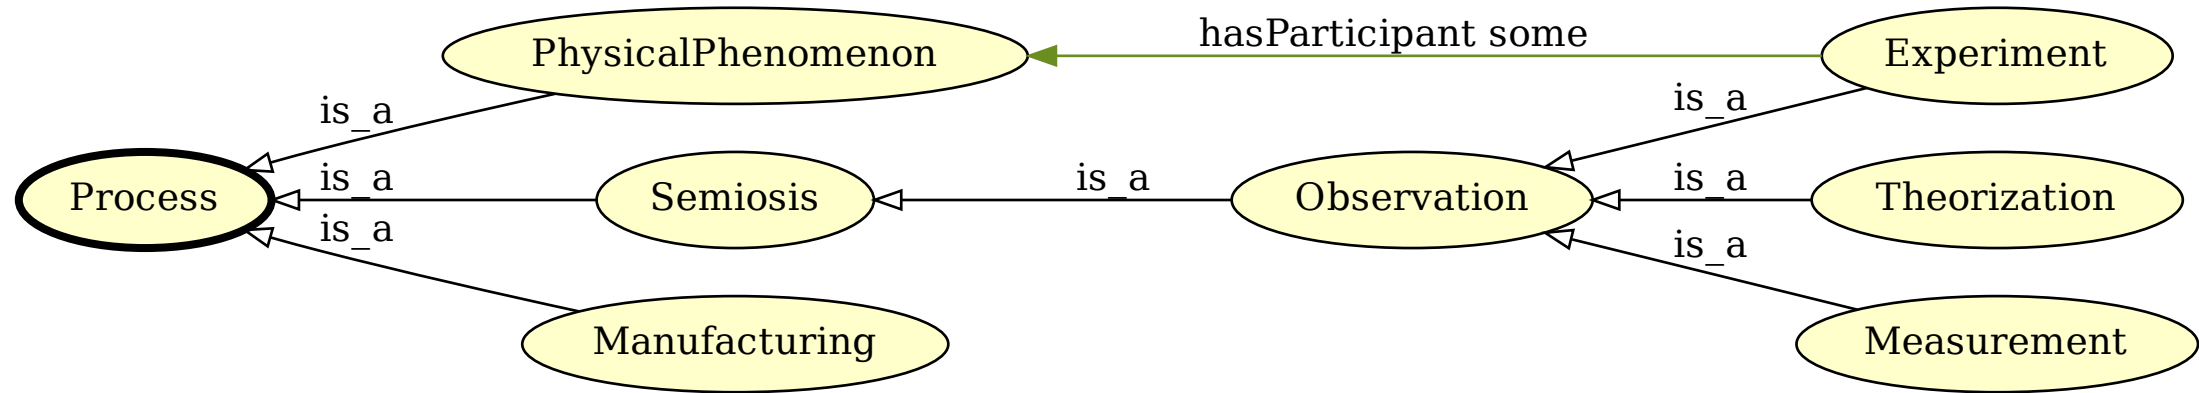 hasParticipant some
PhysicalPhenomenon
Experiment
is_a
is_a
is_a
is_a
is_a
Process
Semiosis
Observation
Theorization
is_a
is_a
Manufacturing
Measurement